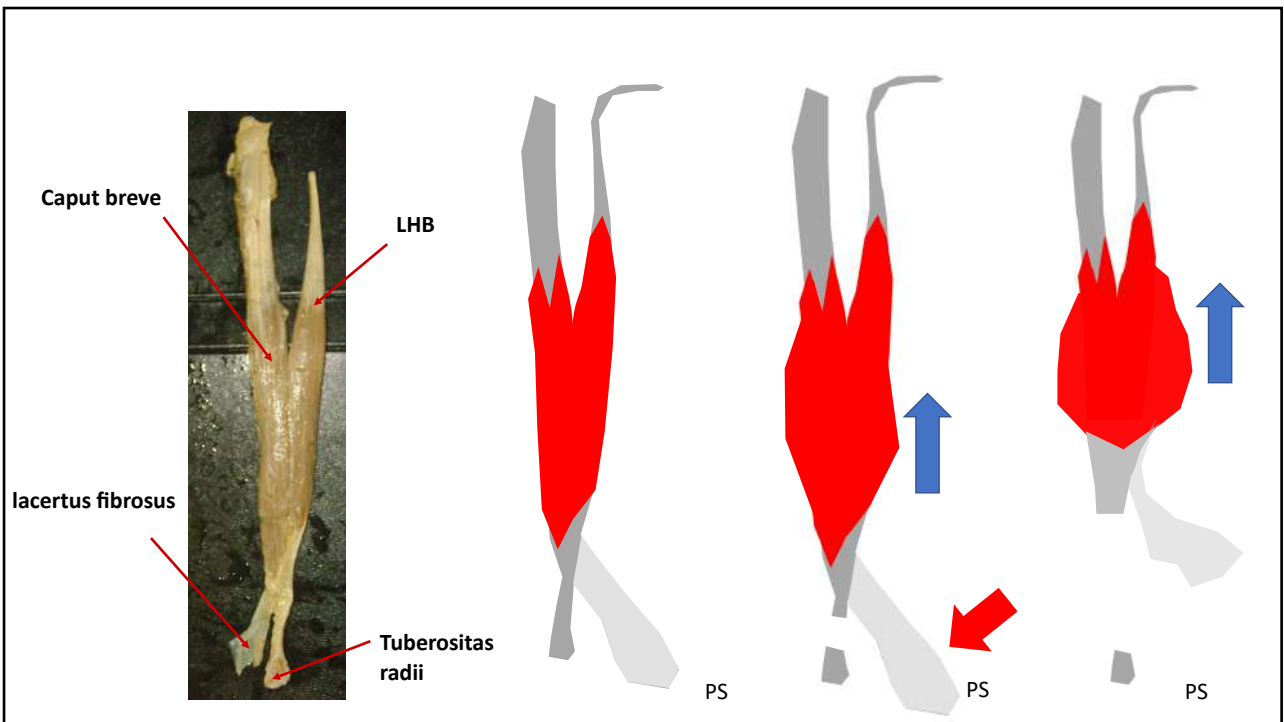 Caput breve
LHB
lacertus fibrosus
Tuberositas
radii
PS
PS
PS